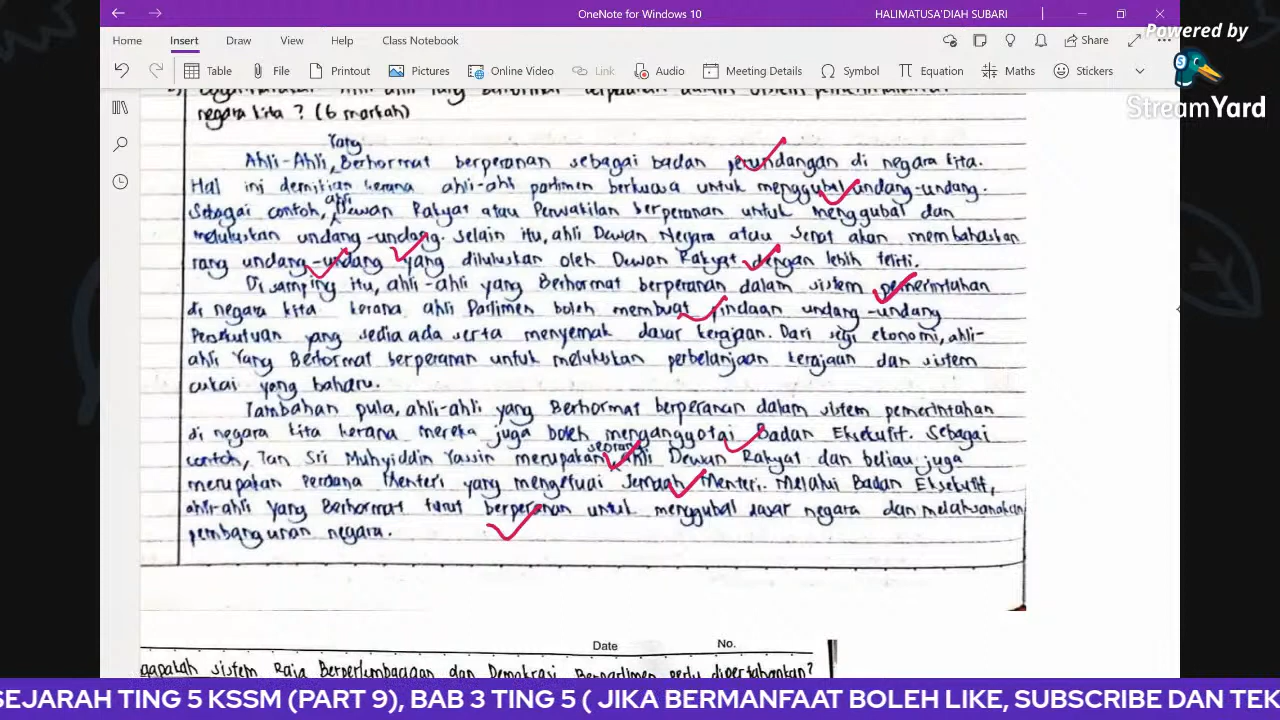 OneNote for Windows 10
HALIMATUSA'DIAH SUBARI
Powered by
StreamYard
Home Insert Draw View Help Class Notebook Share
Table File Printout Pictures Online Video Link Audio Meeting Details Symbol Equation Maths Stickers
negara kita ? (6 markah)
Yang
Ahli-Ahli, Berhormat berperanan sebagai badan perundangan di negara kita.
Hal ini demikian kerana ahli-ahli parlimen berkuasa untuk menggubal undang-undang.
ahli
Sebagai contoh, Dewan Rakyat atau Perwakilan berperanan untuk menggubal dan
meluluskan undang-undang. Selain itu, ahli Dewan Negara atau Senat akan membahaskan
rang undang-undang yang diluluskan oleh Dewan Rakyat dengan lebih teliti.
Di samping itu, ahli-ahli yang Berhormat berperanan dalam sistem pemerintahan
di negara kita kerana ahli Parlimen boleh membuat pindaan undang-undang
Persekutuan yang sedia ada serta menyemak dasar kerajaan. Dari segi ekonomi, ahli-
ahli Yang Berhormat berperanan untuk meluluskan perbelanjaan kerajaan dan sistem
cukai yang baharu.
Tambahan pula, ahli-ahli yang Berhormat berperanan dalam sistem pemerintahan
di negara kita kerana mereka juga boleh menganggotai Badan Eksekutif. Sebagai
seorang
contoh, Tan Sri Muhyiddin Yassin merupakan ahli Dewan Rakyat dan beliau juga
merupakan Perdana Menteri yang mengetuai Jemaah Menteri. Melalui Badan Eksekutif,
ahli-ahli yang Berhormat turut berperanan untuk menggubal dasar negara dan melaksanakan
pembangunan negara.
Date No.
sistem Raja Berperlembagaan dan Demokrasi Berparlimen perlu dipertahankan?
SEJARAH TING 5 KSSM (PART 9), BAB 3 TING 5 ( JIKA BERMANFAAT BOLEH LIKE, SUBSCRIBE DAN TEK